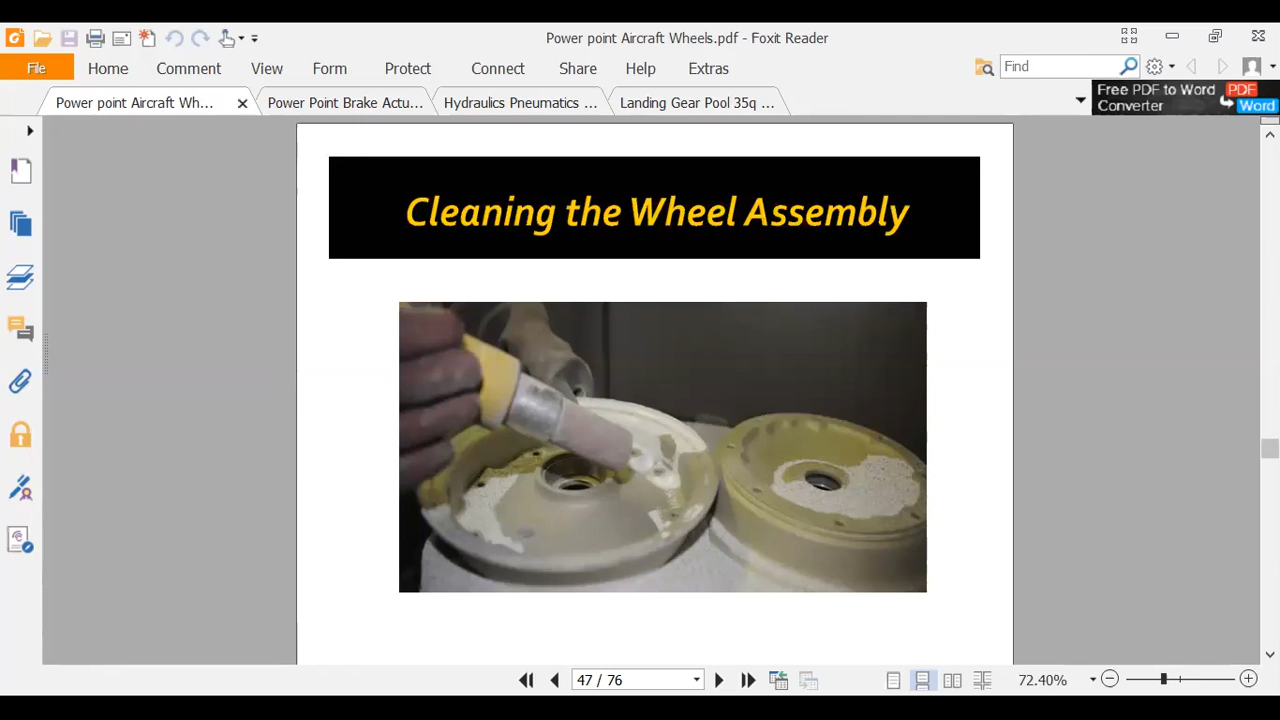 Power point Aircraft Wheels.pdf - Foxit Reader
File Home Comment View Form Protect Connect Share Help Extras Find
Power point Aircraft Wh... Power Point Brake Actu... Hydraulics Pneumatics ... Landing Gear Pool 35q ... Free PDF to Word PDF
Converter Word
Cleaning the Wheel Assembly
47 / 76 72.40%